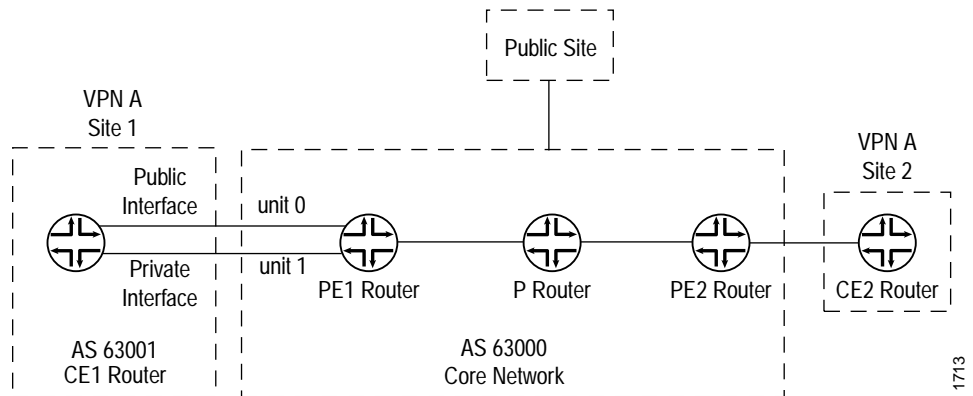 Public Site
VPN A
Site 1
VPN A
Site 2
Public
Interface
unit 0
Private
Interface
unit 1
PE1 Router
P Router
PE2 Router
CE2 Router
AS 63001
CE1 Router
AS 63000
Core Network
1713